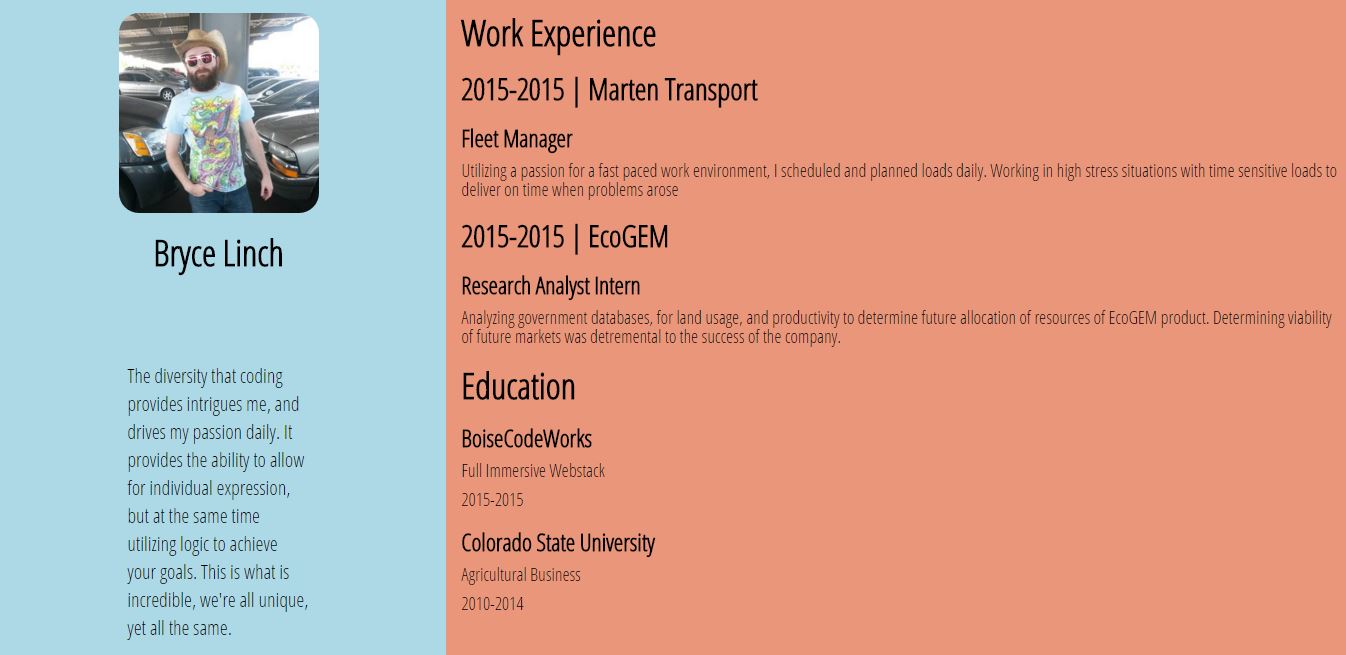 Bryce Linch
The diversity that coding
provides intrigues me, and
drives my passion daily. It
provides the ability to allow
for individual expression,
but at the same time
utilizing logic to achieve
your goals. This is what is
incredible, we're all unique,
yet all the same.
Work Experience
2015-2015 | Marten Transport
Fleet Manager
Utilizing a passion for a fast paced work environment, I scheduled and planned loads daily. Working in high stress situations with time sensitive loads to
deliver on time when problems arose
2015-2015 | EcoGEM
Research Analyst Intern
Analyzing government databases, for land usage, and productivity to determine future allocation of resources of EcoGEM product. Determining viability
of future markets was detremental to the success of the company.
Education
BoiseCodeWorks
Full Immersive Webstack
2015-2015
Colorado State University
Agricultural Business
2010-2014